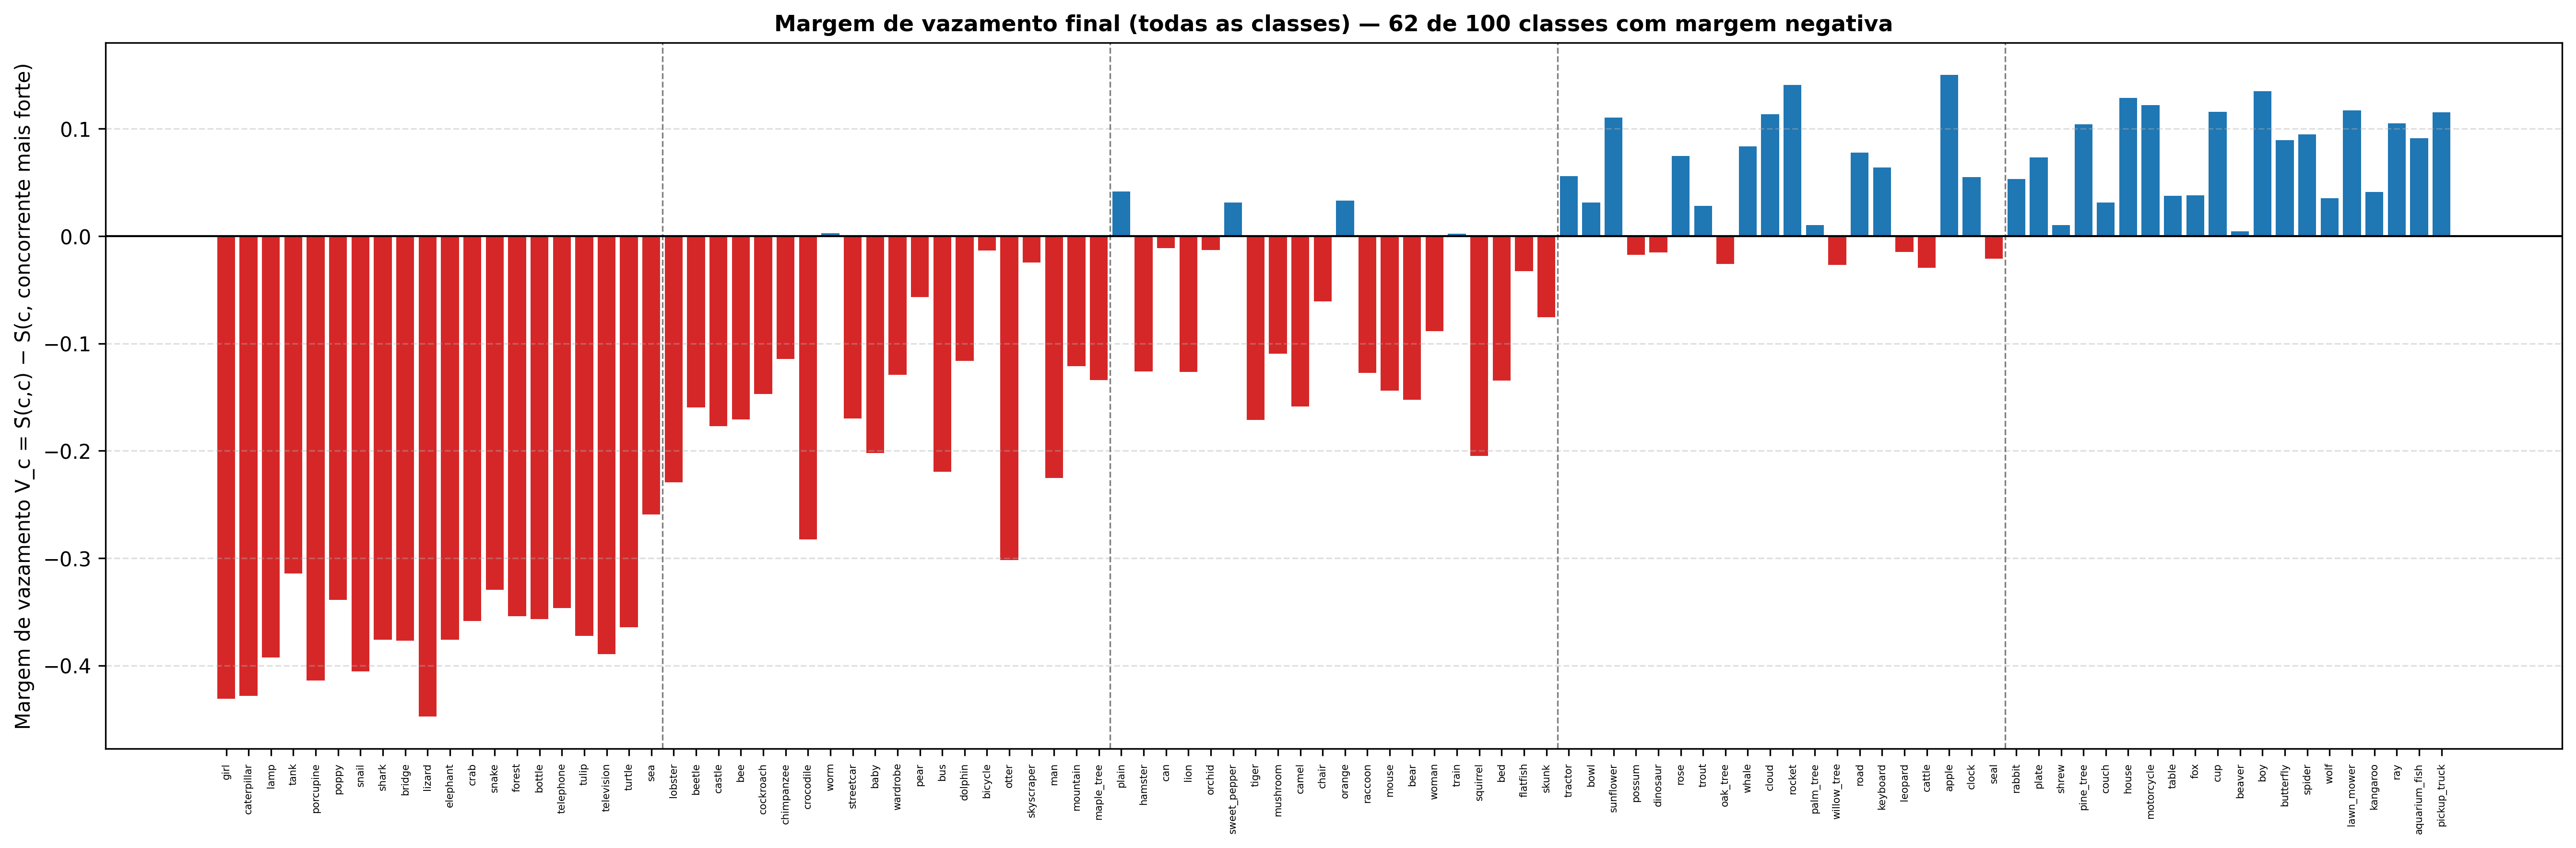 Margem de vazamento final (todas as classes) — 62 de 100 classes com margem negativa
Margem de vazamento V_c = S(c,c) − S(c, concorrente mais forte)
0.1
0.0
−0.1
−0.2
−0.3
−0.4
girl
caterpillar
lamp
tank
porcupine
poppy
snail
shark
bridge
lizard
elephant
crab
snake
forest
bottle
telephone
tulip
television
turtle
sea
lobster
beetle
castle
bee
cockroach
chimpanzee
crocodile
worm
streetcar
baby
wardrobe
pear
bus
dolphin
bicycle
otter
skyscraper
man
mountain
maple_tree
plain
hamster
can
lion
orchid
sweet_pepper
tiger
mushroom
camel
chair
orange
raccoon
mouse
bear
woman
train
squirrel
bed
flatfish
skunk
tractor
bowl
sunflower
possum
dinosaur
rose
trout
oak_tree
whale
cloud
rocket
palm_tree
willow_tree
road
keyboard
leopard
cattle
apple
clock
seal
rabbit
plate
shrew
pine_tree
couch
house
motorcycle
table
fox
cup
beaver
boy
butterfly
spider
wolf
lawn_mower
kangaroo
ray
aquarium_fish
pickup_truck